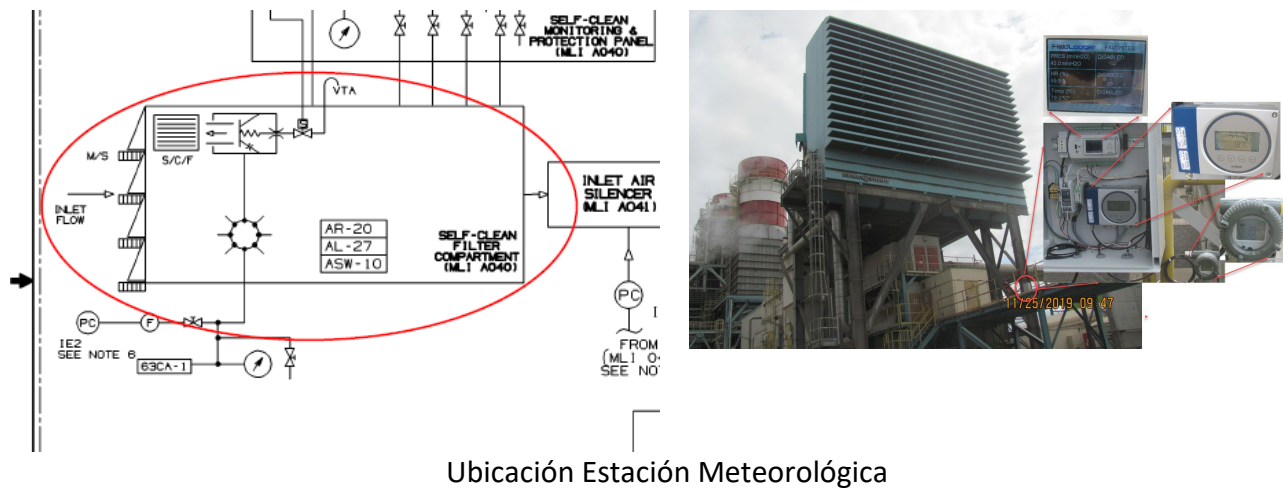 SELF-CLEAN
MONITORING &
PROTECTION PANEL
(MLI A040)
VTA
M/S
S/C/F
INLET
FLOW
AR-20
AL-27
ASW-10
SELF-CLEAN
FILTER
COMPARTMENT
(MLI A040)
INLET AIR
SILENCER
(MLI A041)
PC
F
IE2
SEE NOTE 6
63CA-1
PC
FROM
(MLI 0
SEE NO
FieldLogger
11/25/2019 09 47
Ubicación Estación Meteorológica